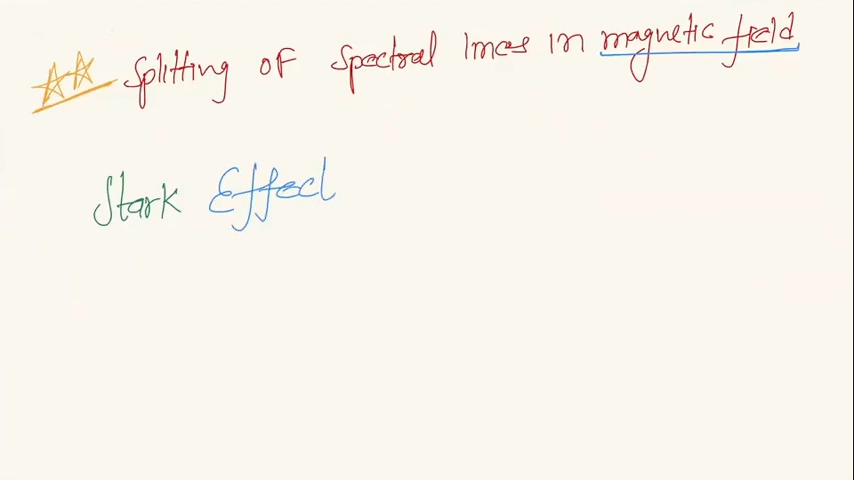 Splitting of spectral lines in magnetic field
Stark Effect